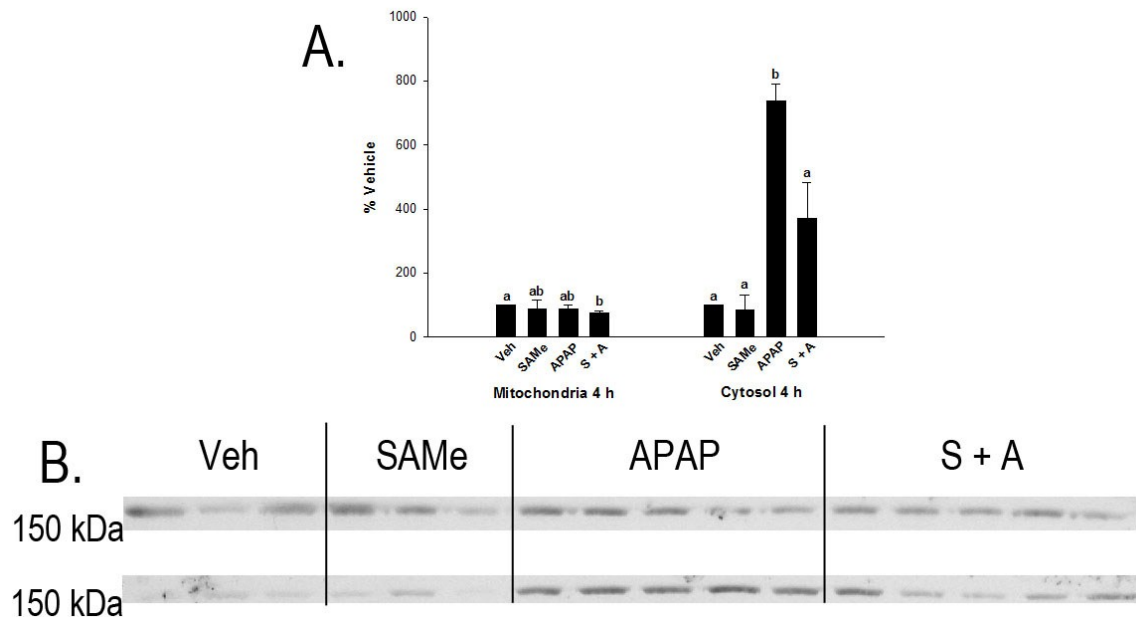 A.
1000
800
600
400
200
0
% Vehicle
a ab ab b
a a b a
Veh SAMe APAP S + A
Veh SAMe APAP S + A
Mitochondria 4 h
Cytosol 4 h
B.
Veh SAMe APAP S + A
150 kDa
150 kDa